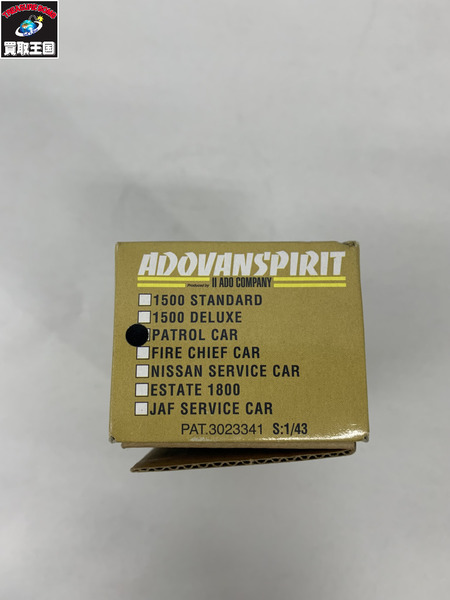 買取王国
ADOVANSPIRIT
Produced by II ADO COMPANY
1500 STANDARD
1500 DELUXE
PATROL CAR
FIRE CHIEF CAR
NISSAN SERVICE CAR
ESTATE 1800
JAF SERVICE CAR
PAT.3023341 S:1/43